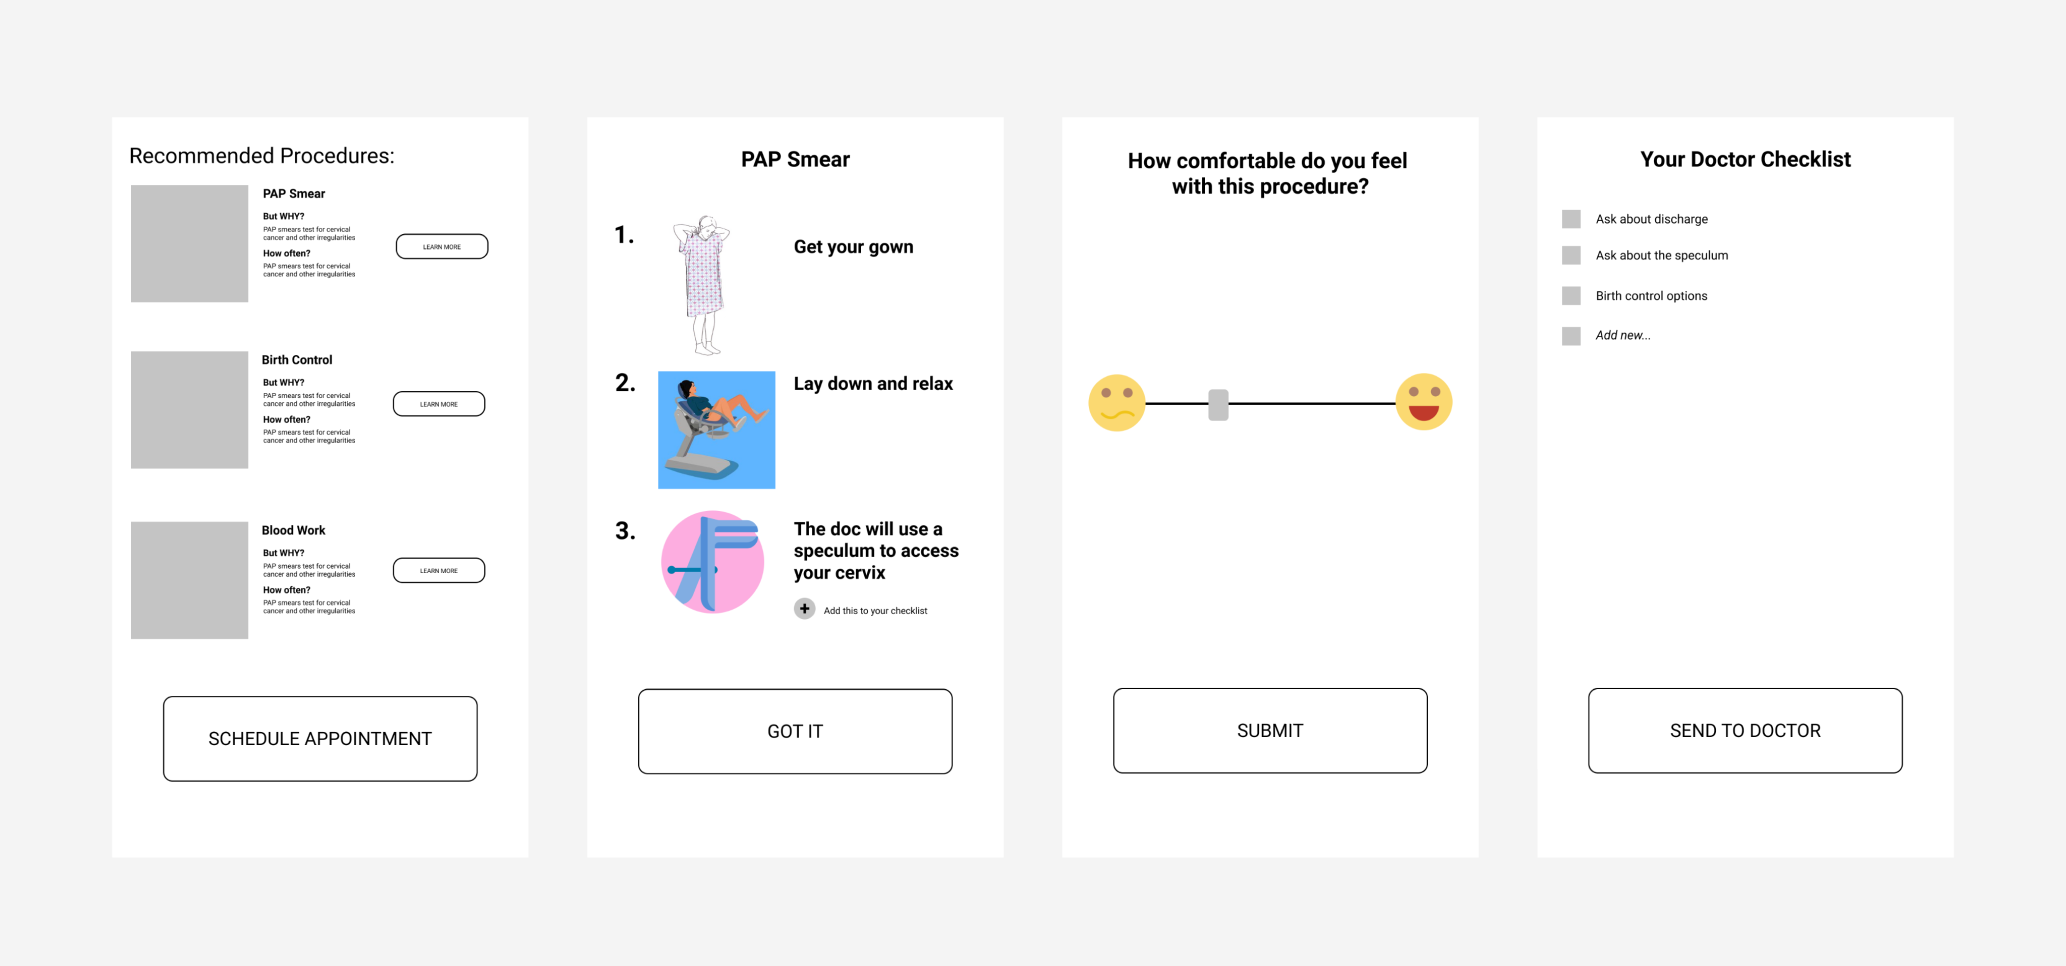 Recommended Procedures:
PAP Smear
But WHY?
PAP smears test for cervical
cancer and other irregularities
How often?
PAP smears test for cervical
cancer and other irregularities
LEARN MORE
Birth Control
But WHY?
PAP smears test for cervical
cancer and other irregularities
How often?
PAP smears test for cervical
cancer and other irregularities
LEARN MORE
Blood Work
But WHY?
PAP smears test for cervical
cancer and other irregularities
How often?
PAP smears test for cervical
cancer and other irregularities
LEARN MORE
SCHEDULE APPOINTMENT
PAP Smear
1.
Get your gown
2.
Lay down and relax
3.
The doc will use a
speculum to access
your cervix
+
Add this to your checklist
GOT IT
How comfortable do you feel
with this procedure?
SUBMIT
Your Doctor Checklist
Ask about discharge
Ask about the speculum
Birth control options
Add new...
SEND TO DOCTOR